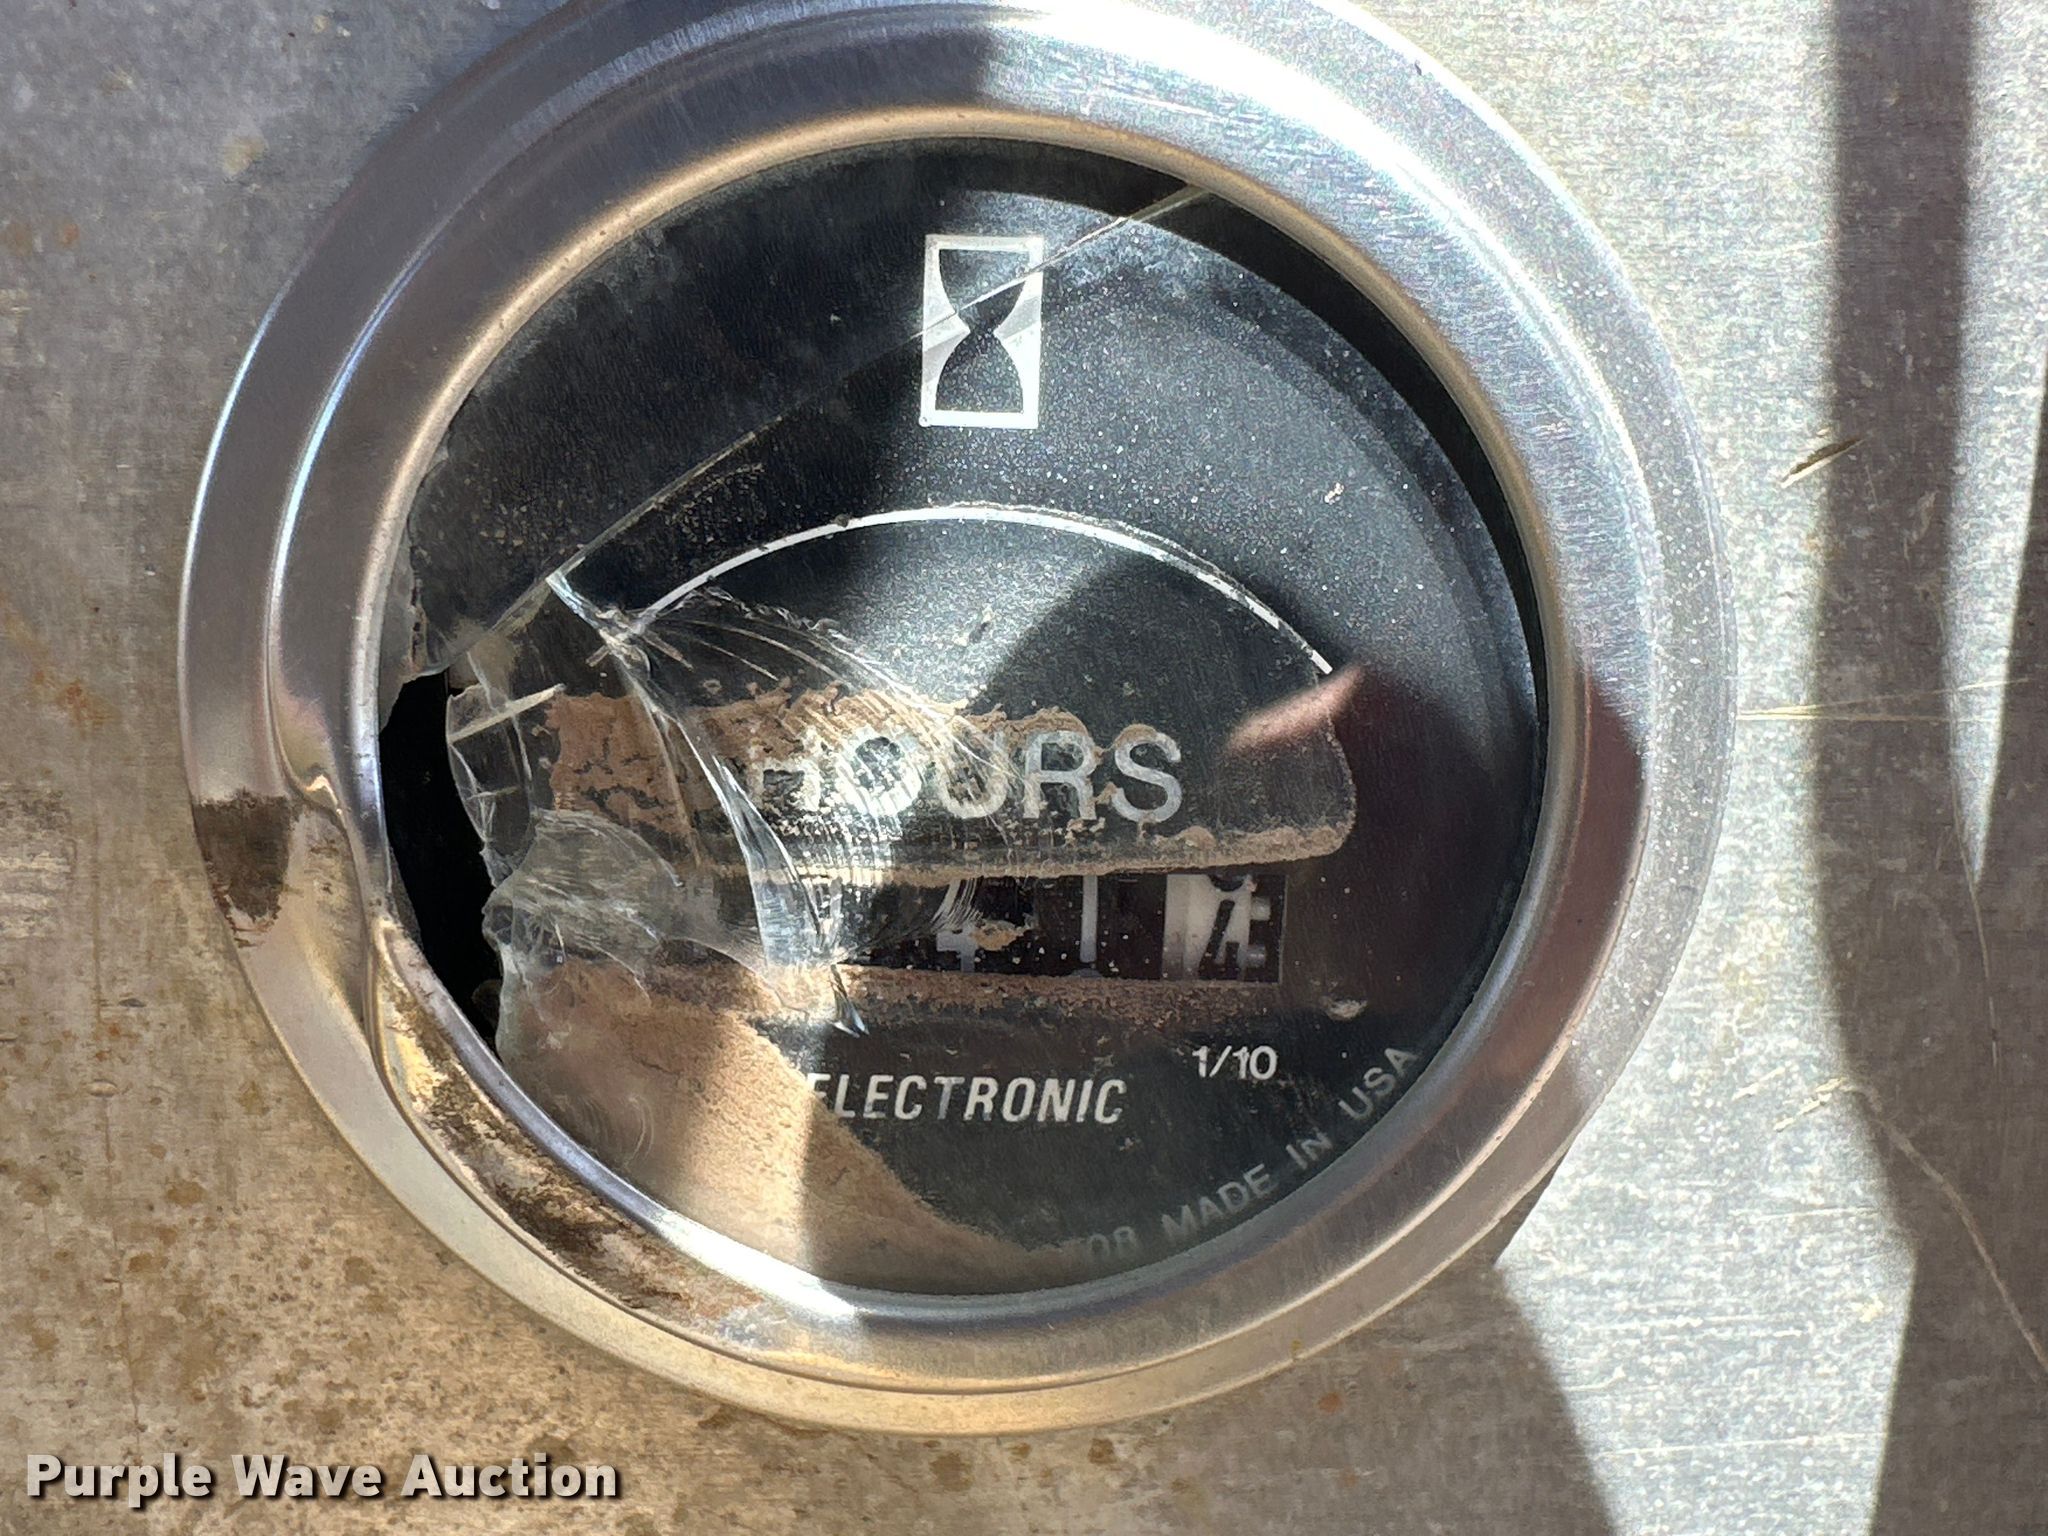 HOURS
1/10
ELECTRONIC
MADE IN USA
Purple Wave Auction